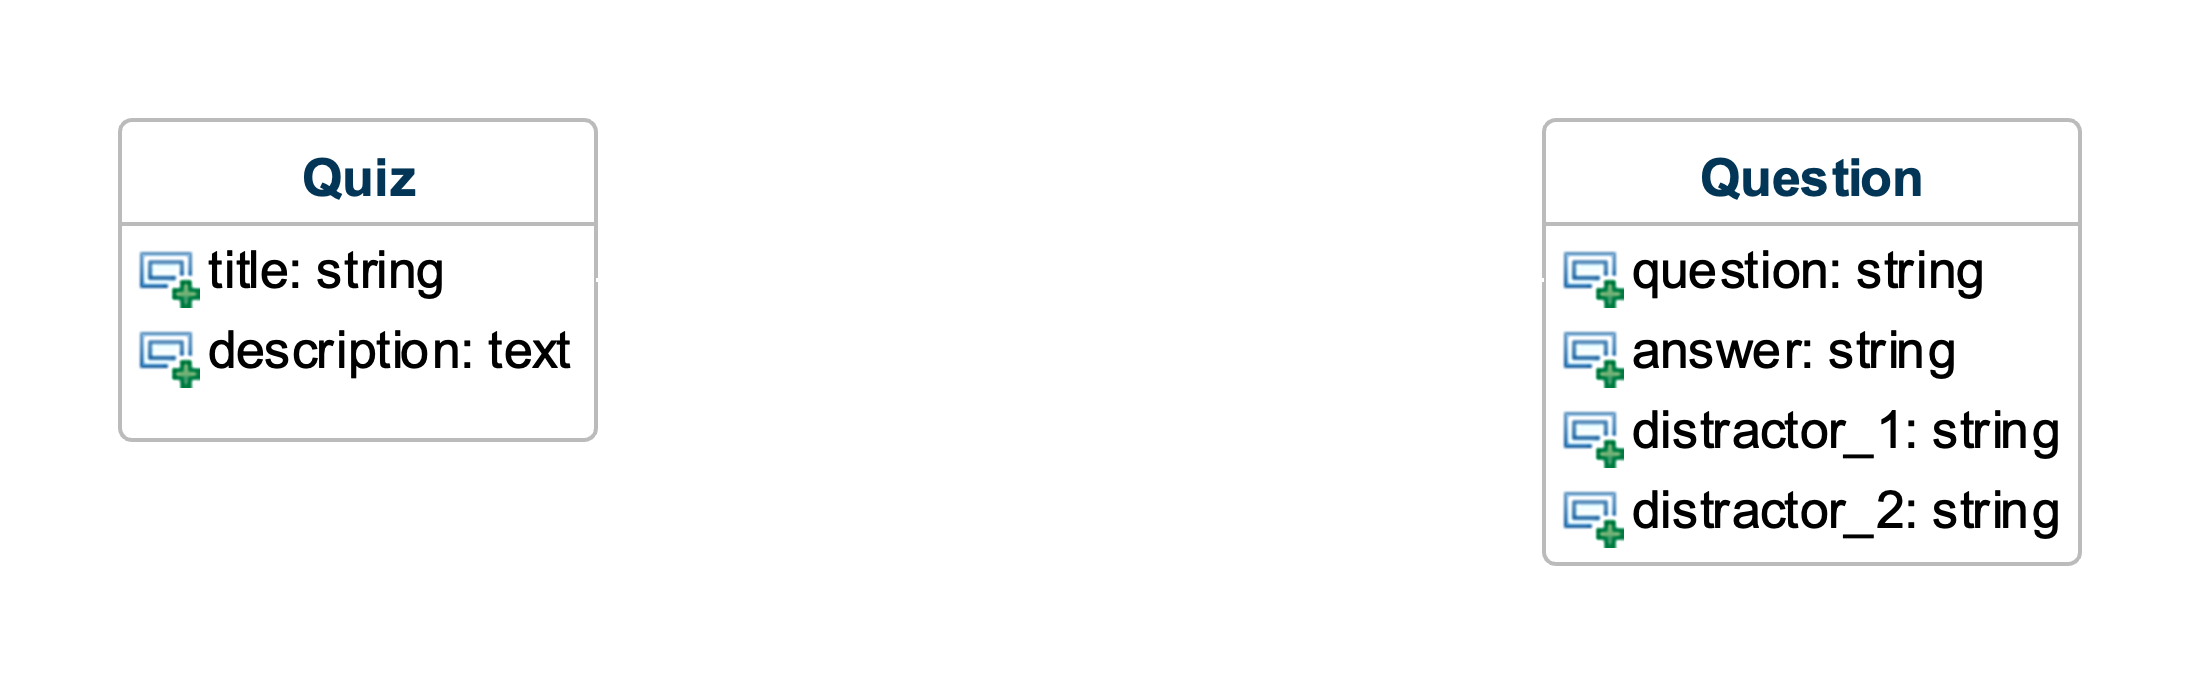 Quiz
title: string
description: text
Question
question: string
answer: string
distractor_1: string
distractor_2: string